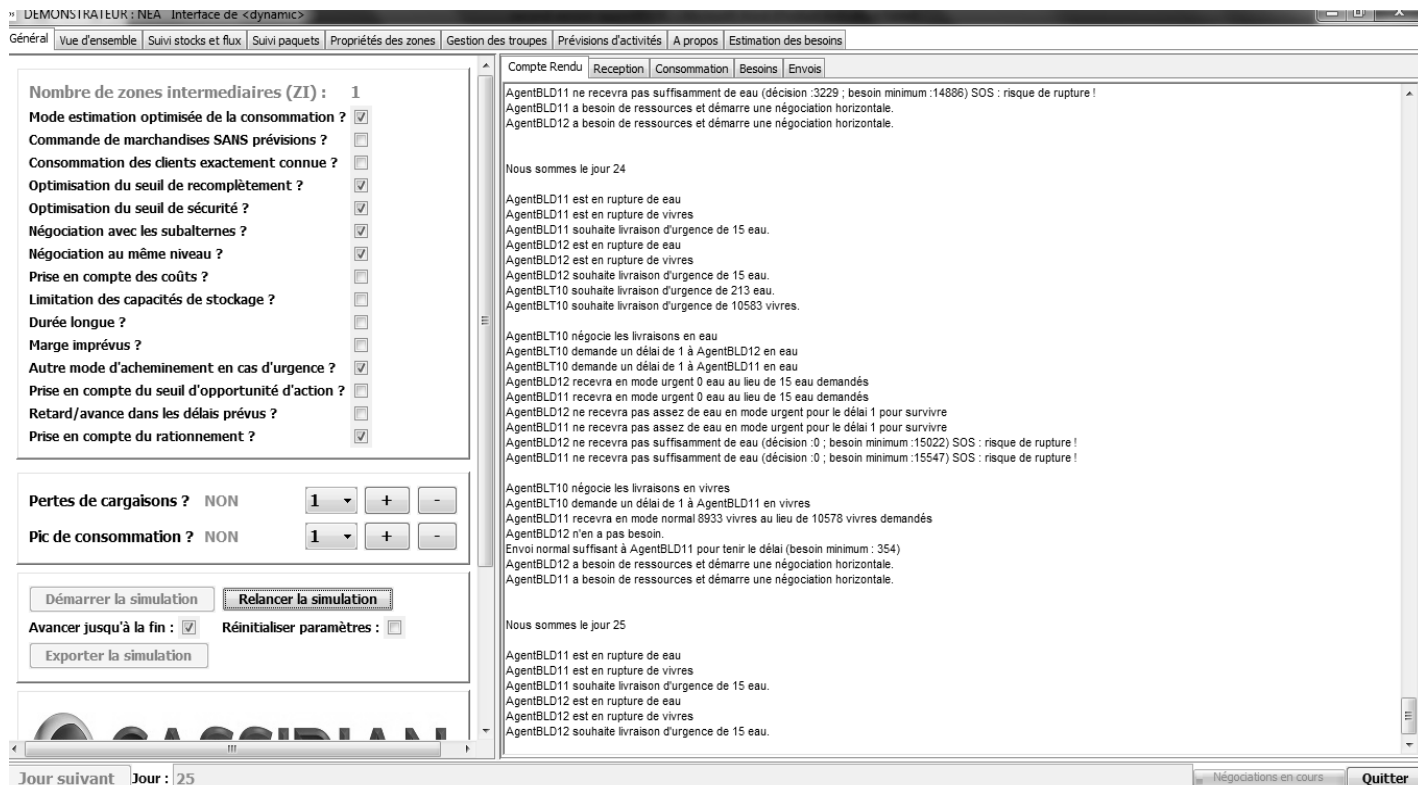 DEMONSTRATEUR : NEA Interface de <dynamic>
Général Vue d'ensemble Suivi stocks et flux Suivi paquets Propriétés des zones Gestion des troupes Prévisions d'activités A propos Estimation des besoins
Nombre de zones intermediaires (ZI) : 1
Mode estimation optimisée de la consommation ?
Commande de marchandises SANS prévisions ?
Consommation des clients exactement connue ?
Optimisation du seuil de recomplètement ?
Optimisation du seuil de sécurité ?
Négociation avec les subalternes ?
Négociation au même niveau ?
Prise en compte des coûts ?
Limitation des capacités de stockage ?
Durée longue ?
Marge imprévus ?
Autre mode d'acheminement en cas d'urgence ?
Prise en compte du seuil d'opportunité d'action ?
Retard/avance dans les délais prévus ?
Prise en compte du rationnement ?
Pertes de cargaisons ? NON 1 + -
Pic de consommation ? NON 1 + -
Démarrer la simulation Relancer la simulation
Avancer jusqu'à la fin : Réinitialiser paramètres :
Exporter la simulation
CASSIDIAN
Compte Rendu Reception Consommation Besoins Envois
AgentBLD11 ne recevra pas suffisamment de eau (décision :3229 ; besoin minimum :14886) SOS : risque de rupture !
AgentBLD11 a besoin de ressources et démarre une négociation horizontale.
AgentBLD12 a besoin de ressources et démarre une négociation horizontale.
Nous sommes le jour 24
AgentBLD11 est en rupture de eau
AgentBLD11 est en rupture de vivres
AgentBLD11 souhaite livraison d'urgence de 15 eau.
AgentBLD12 est en rupture de eau
AgentBLD12 est en rupture de vivres
AgentBLD12 souhaite livraison d'urgence de 15 eau.
AgentBLT10 souhaite livraison d'urgence de 213 eau.
AgentBLT10 souhaite livraison d'urgence de 10583 vivres.
AgentBLT10 négocie les livraisons en eau
AgentBLT10 demande un délai de 1 à AgentBLD12 en eau
AgentBLT10 demande un délai de 1 à AgentBLD11 en eau
AgentBLD12 recevra en mode urgent 0 eau au lieu de 15 eau demandés
AgentBLD11 recevra en mode urgent 0 eau au lieu de 15 eau demandés
AgentBLD12 ne recevra pas assez de eau en mode urgent pour le délai 1 pour survivre
AgentBLD11 ne recevra pas assez de eau en mode urgent pour le délai 1 pour survivre
AgentBLD12 ne recevra pas suffisamment de eau (décision :0 ; besoin minimum :15022) SOS : risque de rupture !
AgentBLD11 ne recevra pas suffisamment de eau (décision :0 ; besoin minimum :15547) SOS : risque de rupture !
AgentBLT10 négocie les livraisons en vivres
AgentBLT10 demande un délai de 1 à AgentBLD11 en vivres
AgentBLD11 recevra en mode normal 8933 vivres au lieu de 10578 vivres demandés
AgentBLD12 n'en a pas besoin.
Envoi normal suffisant à AgentBLD11 pour tenir le délai (besoin minimum : 354)
AgentBLD12 a besoin de ressources et démarre une négociation horizontale.
AgentBLD11 a besoin de ressources et démarre une négociation horizontale.
Nous sommes le jour 25
AgentBLD11 est en rupture de eau
AgentBLD11 est en rupture de vivres
AgentBLD11 souhaite livraison d'urgence de 15 eau.
AgentBLD12 est en rupture de eau
AgentBLD12 est en rupture de vivres
AgentBLD12 souhaite livraison d'urgence de 15 eau.
Jour suivant Jour : 25 Négociations en cours Quitter